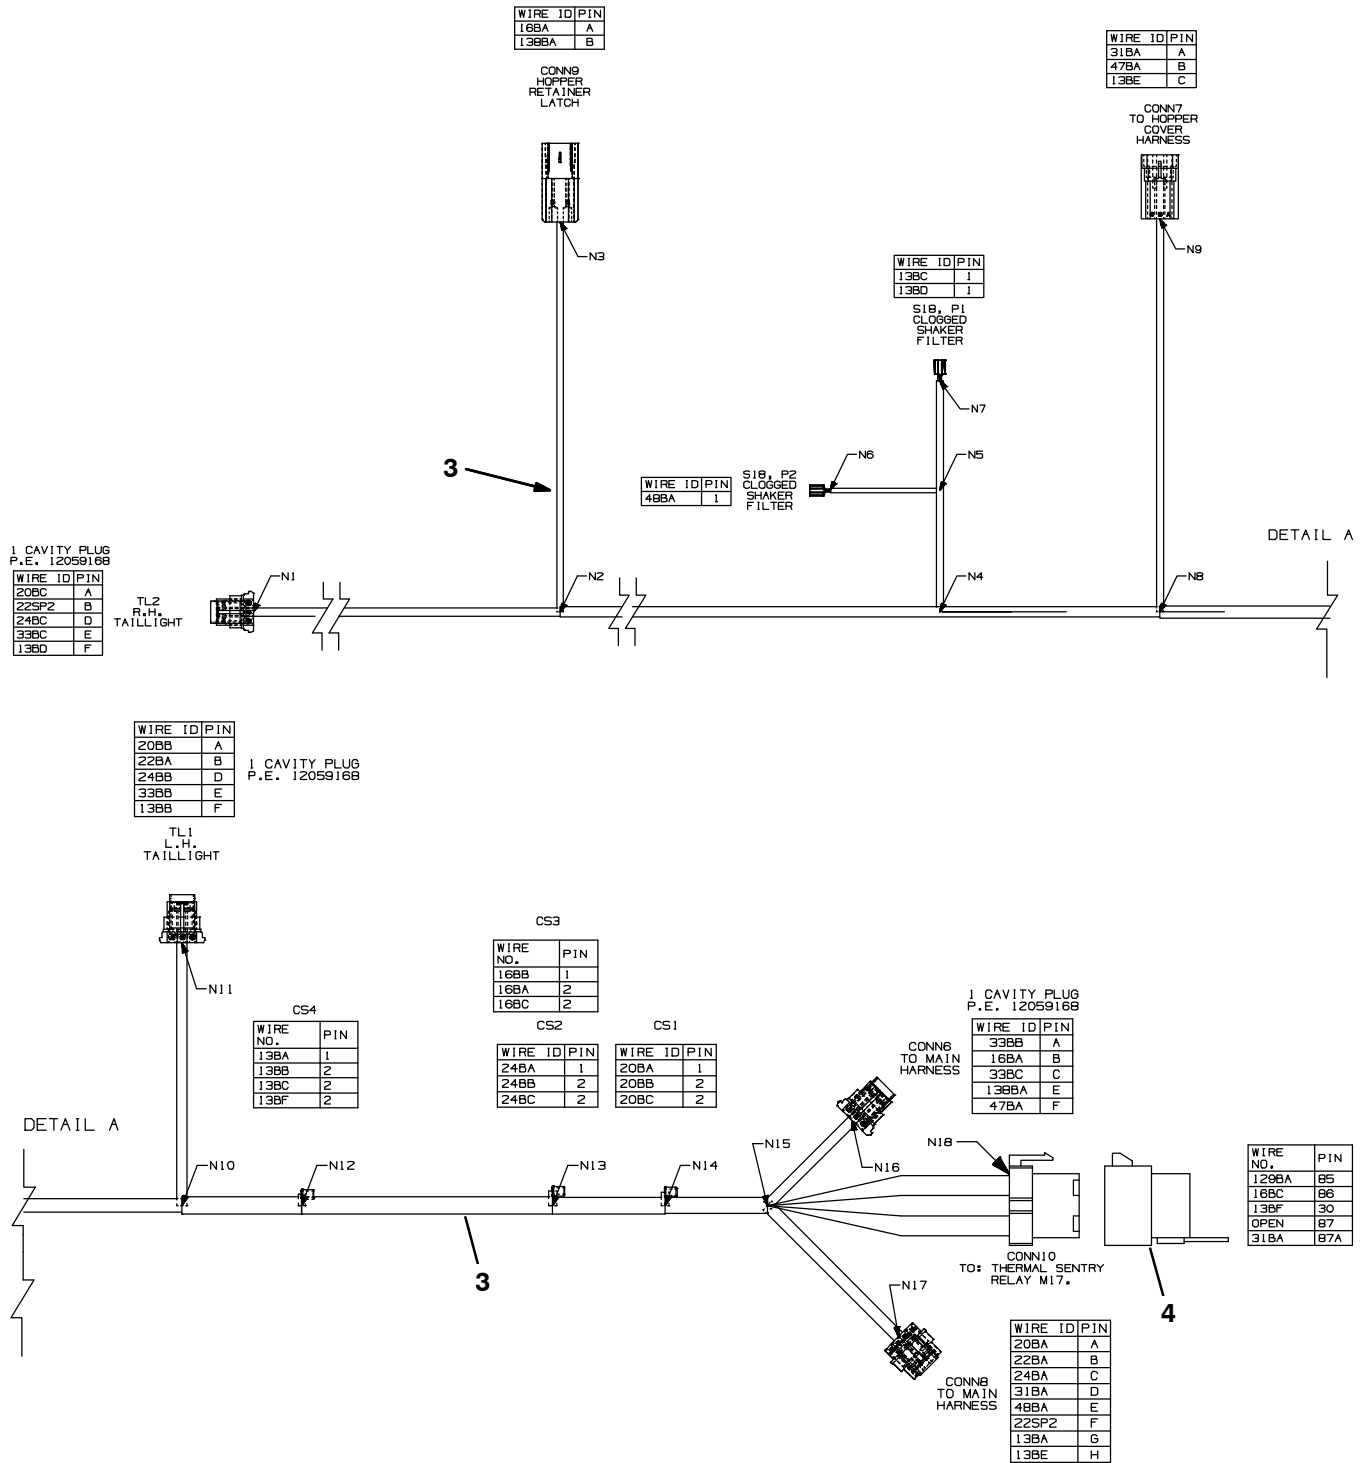 WIRE ID PIN
16BA A
138BA B
CONN9
HOPPER
RETAINER
LATCH
N3
WIRE ID PIN
31BA A
47BA B
13BE C
CONN7
TO HOPPER
COVER
HARNESS
N9
WIRE ID PIN
13BC 1
13BD 1
S18, P1
CLOGGED
SHAKER
FILTER
N7
3
N6
N5
WIRE ID PIN
48BA 1
S18, P2
CLOGGED
SHAKER
FILTER
DETAIL A
1 CAVITY PLUG
P.E. 12059168
WIRE ID PIN
20BC A
22SP2 B
24BC D
33BC E
13BD F
TL2
R.H.
TAILLIGHT
N1
N2
N4
N8
WIRE ID PIN
20BB A
22BA B
24BB D
33BB E
13BB F
1 CAVITY PLUG
P.E. 12059168
TL1
L.H.
TAILLIGHT
N11
CS4
WIRE
NO. PIN
13BA 1
13BB 2
13BC 2
13BF 2
CS3
WIRE
NO. PIN
16BB 1
16BA 2
16BC 2
CS2
WIRE ID PIN
24BA 1
24BB 2
24BC 2
CS1
WIRE ID PIN
20BA 1
20BB 2
20BC 2
1 CAVITY PLUG
P.E. 12059168
WIRE ID PIN
33BB A
16BA B
33BC C
138BA E
47BA F
CONN6
TO MAIN
HARNESS
DETAIL A
N10
N12
N13
N14
N15
N16
N18
WIRE
NO. PIN
129BA 85
16BC 86
13BF 30
OPEN 87
31BA 87A
CONN10
TO: THERMAL SENTRY
RELAY M17.
3
N17
4
CONN8
TO MAIN
HARNESS
WIRE ID PIN
20BA A
22BA B
24BA C
31BA D
48BA E
22SP2 F
13BA G
13BE H